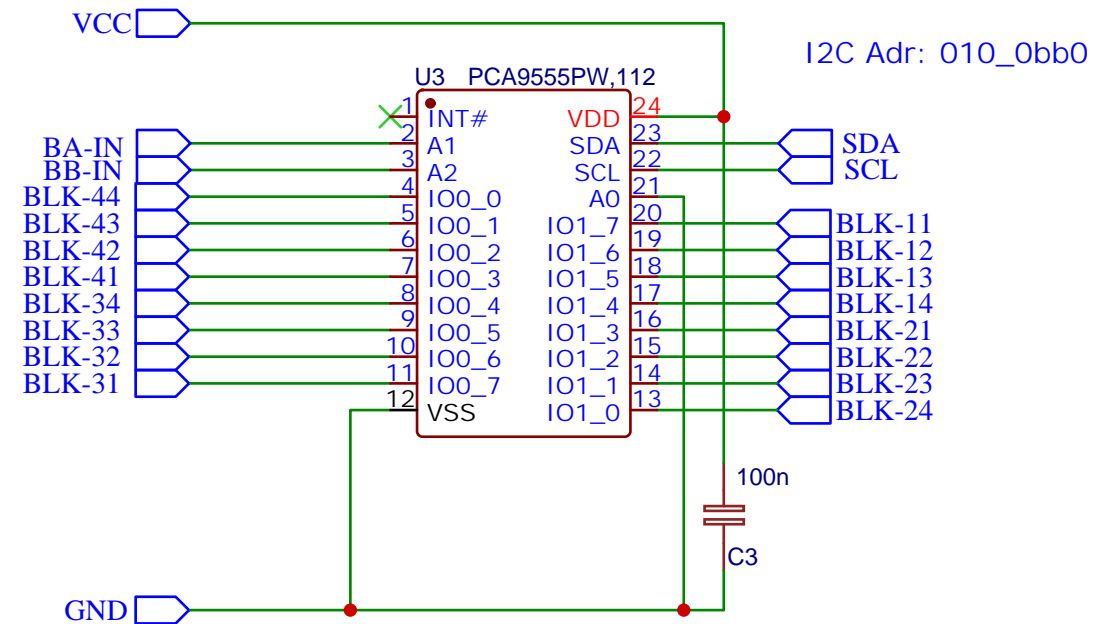 VCC
I2C Adr: 010_0bb0
U3 PCA9555PW,112
1 INT# VDD 24
BA-IN 2 A1 SDA 23 SDA
BB-IN 3 A2 SCL 22 SCL
BLK-44 4 IO0_0 A0 21
BLK-43 5 IO0_1 IO1_7 20 BLK-11
BLK-42 6 IO0_2 IO1_6 19 BLK-12
BLK-41 7 IO0_3 IO1_5 18 BLK-13
BLK-34 8 IO0_4 IO1_4 17 BLK-14
BLK-33 9 IO0_5 IO1_3 16 BLK-21
BLK-32 10 IO0_6 IO1_2 15 BLK-22
BLK-31 11 IO0_7 IO1_1 14 BLK-23
12 VSS IO1_0 13 BLK-24
100n
C3
GND